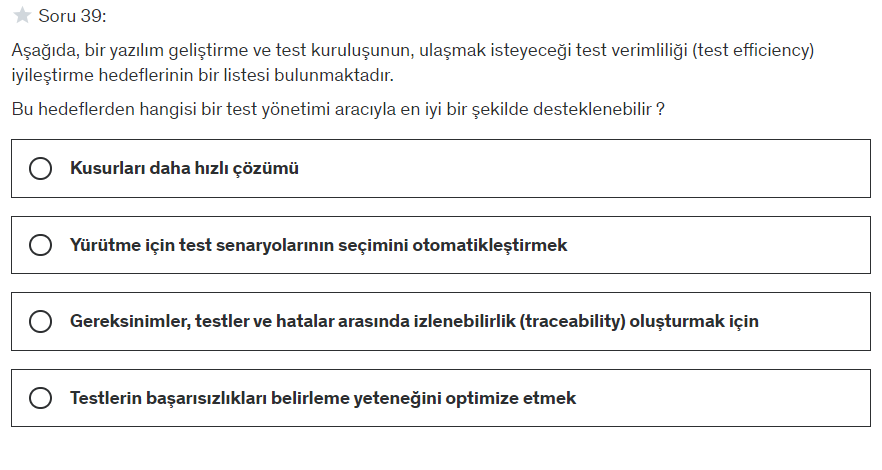 Soru 39:
Aşağıda, bir yazılım geliştirme ve test kuruluşunun, ulaşmak isteyeceği test verimliliği (test efficiency)
iyileştirme hedeflerinin bir listesi bulunmaktadır.
Bu hedeflerden hangisi bir test yönetimi aracıyla en iyi bir şekilde desteklenebilir ?
Kusurları daha hızlı çözümü
Yürütme için test senaryolarının seçimini otomatikleştirmek
Gereksinimler, testler ve hatalar arasında izlenebilirlik (traceability) oluşturmak için
Testlerin başarısızlıkları belirleme yeteneğini optimize etmek